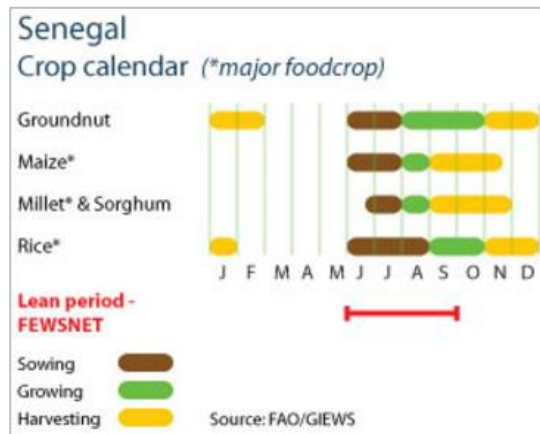 Senegal
Crop calendar (*major foodcrop)
Groundnut
Maize*
Millet* & Sorghum
Rice*
J F M A M J J A S O N D
Lean period -
FEWSNET
Sowing
Growing
Harvesting
Source: FAO/GIEWS